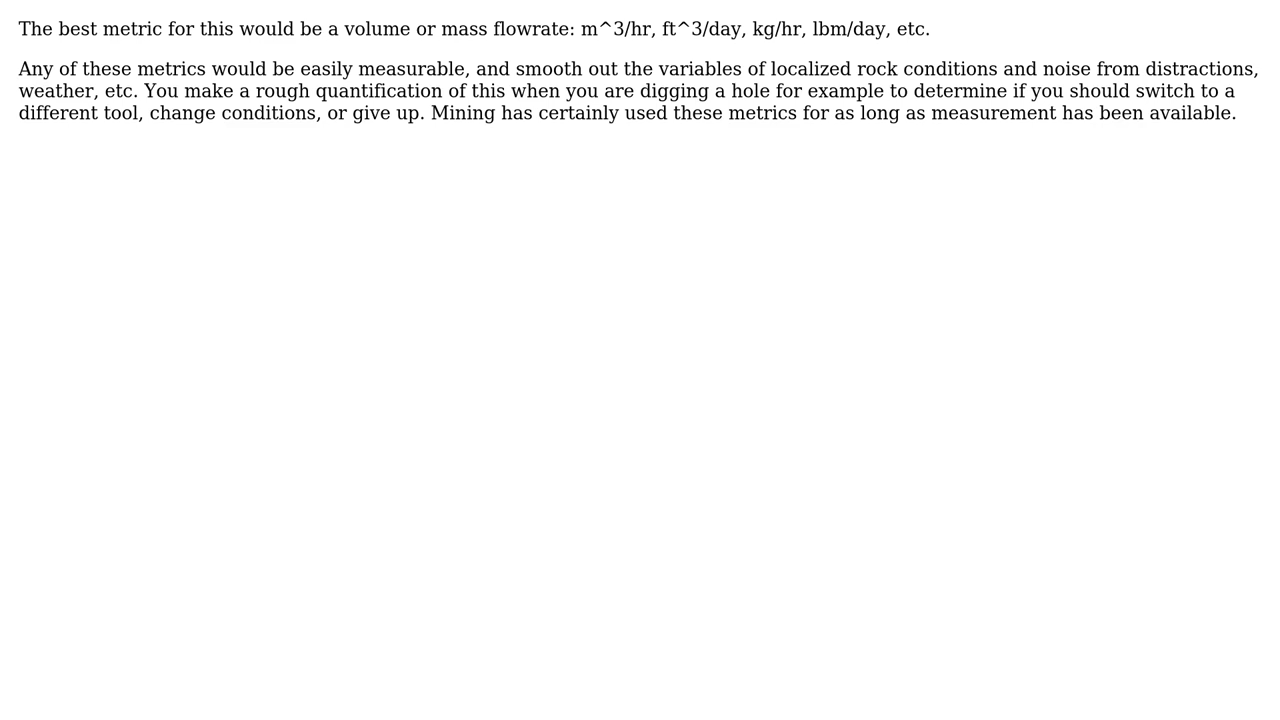 The best metric for this would be a volume or mass flowrate: m^3/hr, ft^3/day, kg/hr, lbm/day, etc.
Any of these metrics would be easily measurable, and smooth out the variables of localized rock conditions and noise from distractions,
weather, etc. You make a rough quantification of this when you are digging a hole for example to determine if you should switch to a
different tool, change conditions, or give up. Mining has certainly used these metrics for as long as measurement has been available.